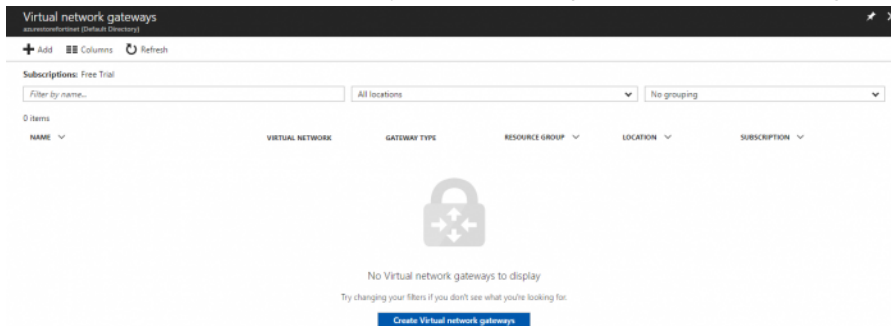 Virtual network gateways
azurestorefortinet (Default Directory)
Add Columns Refresh
Subscriptions: Free Trial
Filter by name... All locations No grouping
0 items
NAME VIRTUAL NETWORK GATEWAY TYPE RESOURCE GROUP LOCATION SUBSCRIPTION
No Virtual network gateways to display
Try changing your filters if you don't see what you're looking for.
Create Virtual network gateways